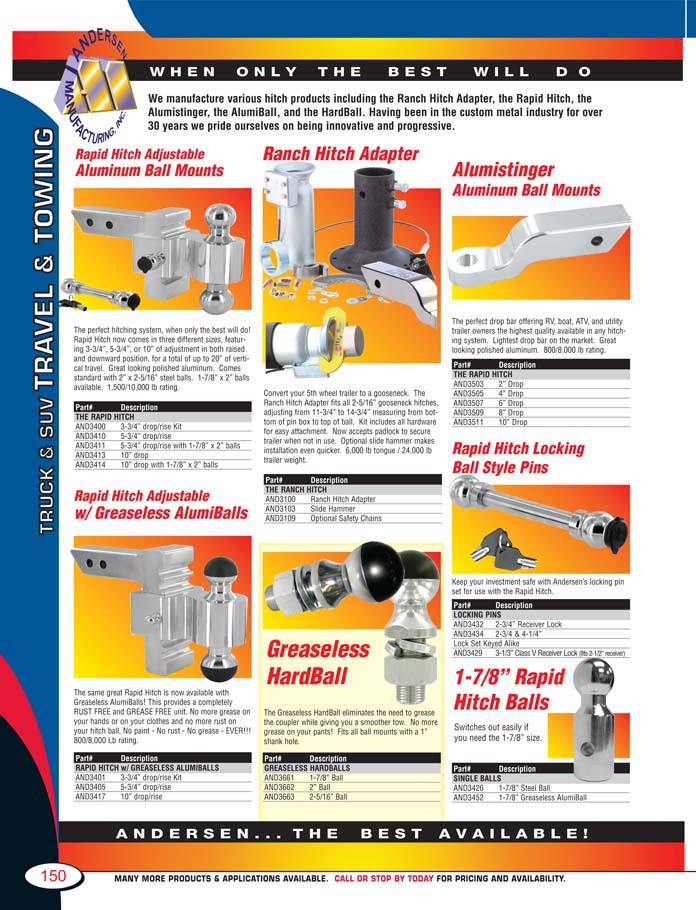 ANDERSEN
MANUFACTURING, INC.
WHEN ONLY THE BEST WILL DO
We manufacture various hitch products including the Ranch Hitch Adapter, the Rapid Hitch, the
Alumistinger, the AlumiBall, and the HardBall. Having been in the custom metal industry for over
30 years we pride ourselves on being innovative and progressive.
TRUCK & SUV TRAVEL & TOWING
Rapid Hitch Adjustable
Aluminum Ball Mounts
The perfect hitching system, when only the best will do!
Rapid Hitch now comes in three different sizes, featur-
ing 3-3/4", 5-3/4", or 10" of adjustment in both raised
and downward position, for a total of up to 20" of verti-
cal travel. Great looking polished aluminum. Comes
standard with 2" x 2-5/16" steel balls. 1-7/8" x 2" balls
available. 1,500/10,000 lb rating.
Part# Description
THE RAPID HITCH
AND3400 3-3/4" drop/rise Kit
AND3410 5-3/4" drop/rise
AND3411 5-3/4" drop/rise with 1-7/8" x 2" balls
AND3413 10" drop
AND3414 10" drop with 1-7/8" x 2" balls
Rapid Hitch Adjustable
w/ Greaseless AlumiBalls
The same great Rapid Hitch is now available with
Greaseless AlumiBalls! This provides a completely
RUST FREE and GREASE FREE unit. No more grease on
your hands or on your clothes and no more rust on
your hitch ball. No paint - No rust - No grease - EVER!!!
800/8,000 Lb rating.
Part# Description
RAPID HITCH w/ GREASELESS ALUMIBALLS
AND3401 3-3/4" drop/rise Kit
AND3405 5-3/4" drop/rise
AND3417 10" drop/rise
Ranch Hitch Adapter
Convert your 5th wheel trailer to a gooseneck. The
Ranch Hitch Adapter fits all 2-5/16" gooseneck hitches,
adjusting from 11-3/4" to 14-3/4" measuring from bot-
tom of pin box to top of ball. Kit includes all hardware
for easy attachment. Now accepts padlock to secure
trailer when not in use. Optional slide hammer makes
installation even quicker. 6,000 lb tongue / 24,000 lb
trailer weight.
Part# Description
THE RANCH HITCH
AND3100 Ranch Hitch Adapter
AND3103 Slide Hammer
AND3109 Optional Safety Chains
Greaseless
HardBall
The Greaseless HardBall eliminates the need to grease
the coupler while giving you a smoother tow. No more
grease on your pants! Fits all ball mounts with a 1"
shank hole.
Part# Description
GREASELESS HARDBALLS
AND3661 1-7/8" Ball
AND3662 2" Ball
AND3663 2-5/16" Ball
Alumistinger
Aluminum Ball Mounts
The perfect drop bar offering RV, boat, ATV, and utility
trailer owners the highest quality available in any hitch-
ing system. Lightest drop bar on the market. Great
looking polished aluminum. 800/8,000 lb rating.
Part# Description
THE RAPID HITCH
AND3503 2" Drop
AND3505 4" Drop
AND3507 6" Drop
AND3509 8" Drop
AND3511 10" Drop
Rapid Hitch Locking
Ball Style Pins
Keep your investment safe with Andersen's locking pin
set for use with the Rapid Hitch.
Part# Description
LOCKING PINS
AND3432 2-3/4" Receiver Lock
AND3434 2-3/4 & 4-1/4"
Lock Set Keyed Alike
AND3429 3-1/3" Class V Receiver Lock (fits 2-1/2" receiver)
1-7/8" Rapid
Hitch Balls
Switches out easily if
you need the 1-7/8" size.
Part# Description
SINGLE BALLS
AND3426 1-7/8" Steel Ball
AND3452 1-7/8" Greaseless AlumiBall
ANDERSEN... THE BEST AVAILABLE!
150
MANY MORE PRODUCTS & APPLICATIONS AVAILABLE. CALL OR STOP BY TODAY FOR PRICING AND AVAILABILITY.